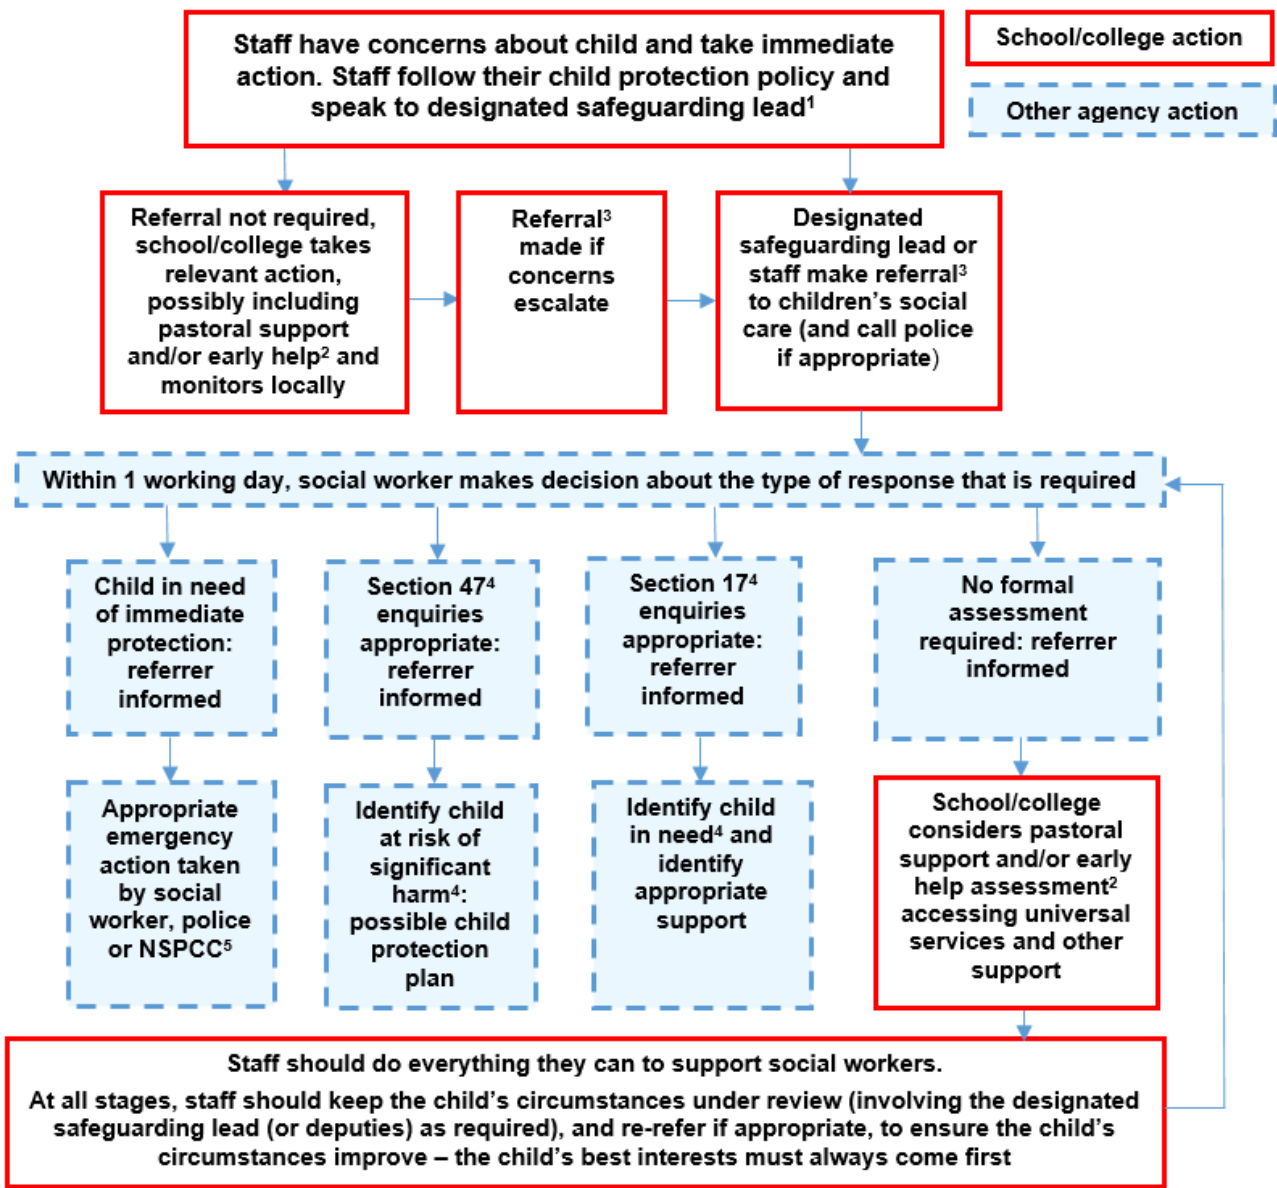 Staff have concerns about child and take immediate
action. Staff follow their child protection policy and
speak to designated safeguarding lead¹
School/college action
Other agency action
Referral not required,
school/college takes
relevant action,
possibly including
pastoral support
and/or early help² and
monitors locally
Referral³
made if
concerns
escalate
Designated
safeguarding lead or
staff make referral³
to children’s social
care (and call police
if appropriate)
Within 1 working day, social worker makes decision about the type of response that is required
Child in need
of immediate
protection:
referrer
informed
Section 47⁴
enquiries
appropriate:
referrer
informed
Section 17⁴
enquiries
appropriate:
referrer
informed
No formal
assessment
required: referrer
informed
Appropriate
emergency
action taken
by social
worker, police
or NSPCC⁵
Identify child
at risk of
significant
harm⁴:
possible child
protection
plan
Identify child
in need⁴ and
identify
appropriate
support
School/college
considers pastoral
support and/or early
help assessment²
accessing universal
services and other
support
Staff should do everything they can to support social workers.
At all stages, staff should keep the child’s circumstances under review (involving the designated
safeguarding lead (or deputies) as required), and re-refer if appropriate, to ensure the child’s
circumstances improve – the child’s best interests must always come first